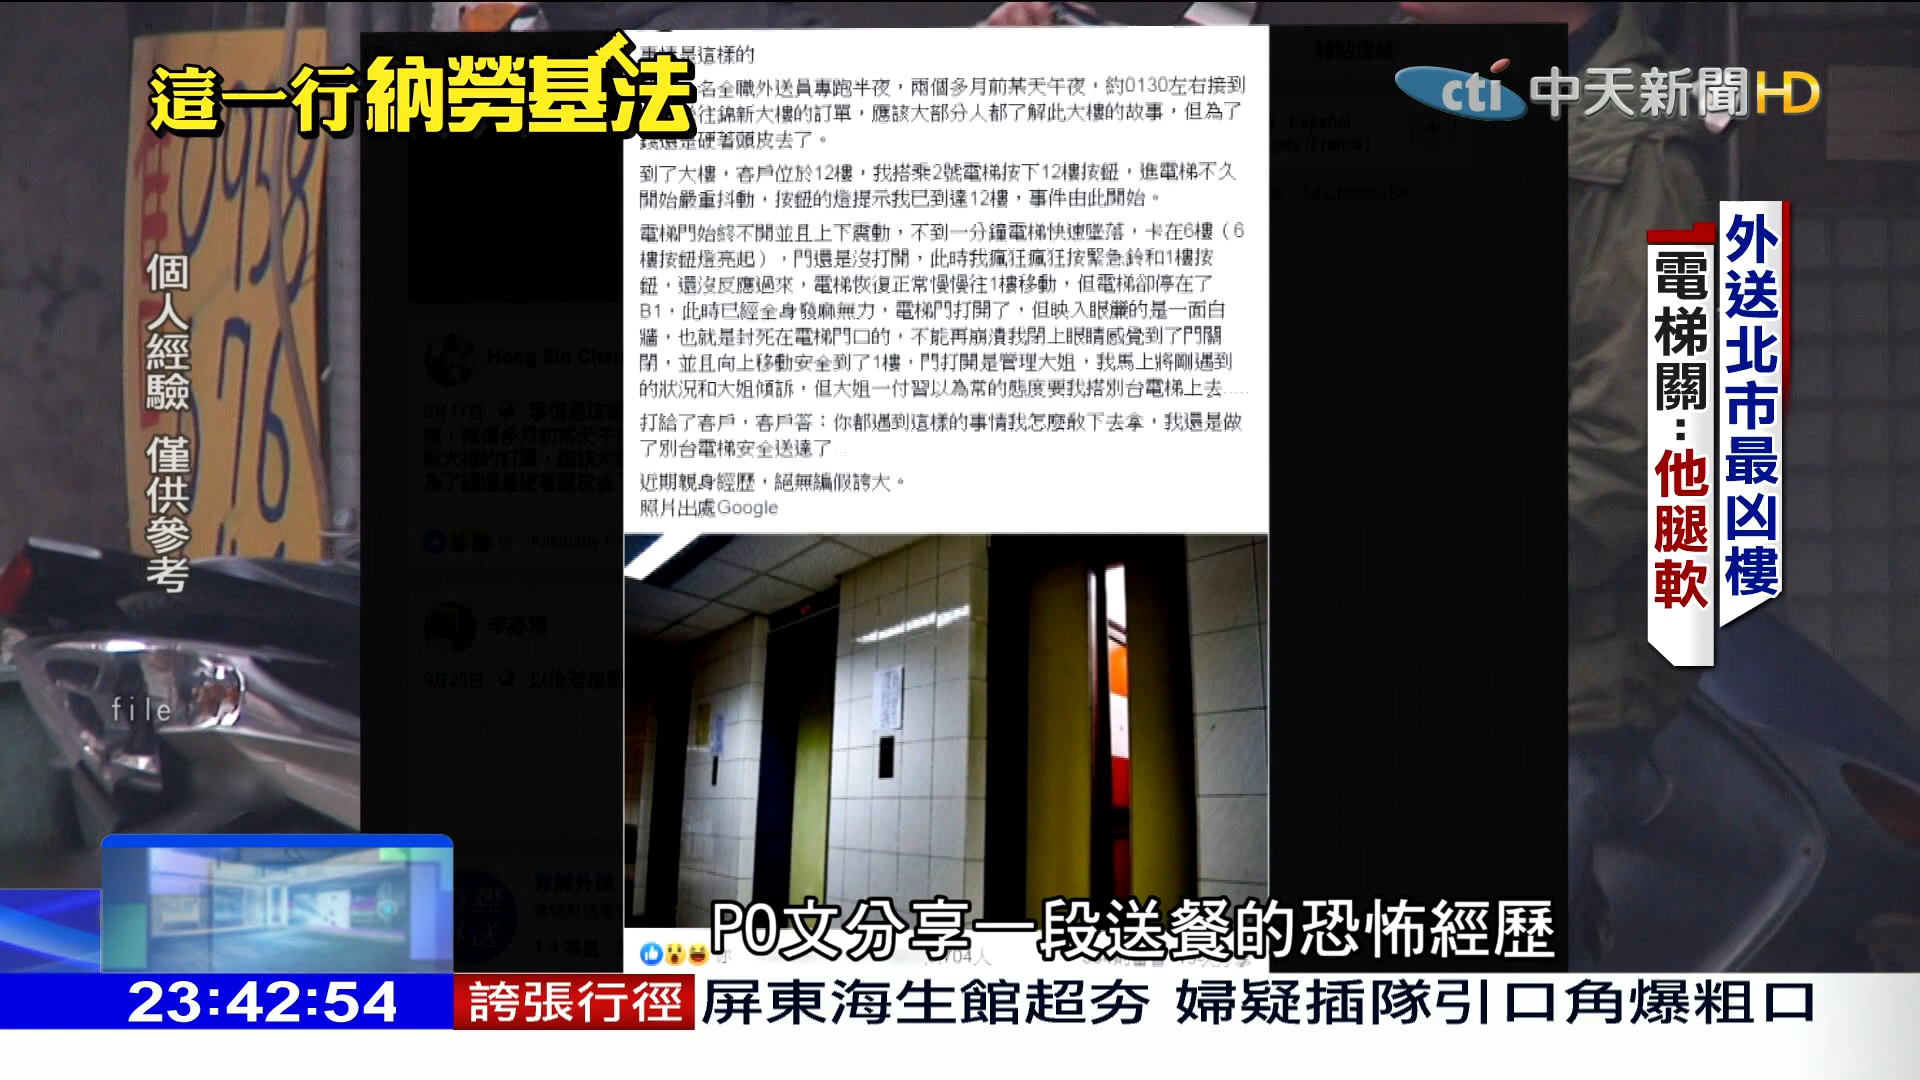 這一行納勞基法
cti 中天新聞HD
事情是這樣的
名全職外送員專跑半夜，兩個多月前某天午夜，約0130左右接到
往錦新大樓的訂單，應該大部分人都了解此大樓的故事，但為了
錢還是硬著頭皮去了。
到了大樓，客戶位於12樓，我搭乘2號電梯按下12樓按鈕，進電梯不久
開始嚴重抖動，按鈕的燈提示我已到達12樓，事件由此開始。
電梯門始終不開並且上下震動，不到一分鐘電梯快速墜落，卡在6樓（6
樓按鈕燈亮起），門還是沒打開，此時我瘋狂瘋狂按緊急鈴和1樓按
鈕，還沒反應過來，電梯恢復正常慢慢往1樓移動，但電梯卻停在了
B1，此時已經全身發麻無力，電梯門打開了，但映入眼簾的是一面白
牆，也就是封死在電梯門口的，不能再崩潰我閉上眼睛感覺到了門關
閉，並且向上移動安全到了1樓，門打開是管理大姐，我馬上將剛遇到
的狀況和大姐傾訴，但大姐一付習以為常的態度要我搭別台電梯上去.....
打給了客戶，客戶答：你都遇到這樣的事情我怎麼敢下去拿，我還是做
了別台電梯安全送達了...
近期親身經歷，絕無編假誇大。
照片出處Google
外送北市最凶樓
電梯關：他腿軟
個人經驗 僅供參考
0958
76
Español
(France)
Hong Sin Chen
9月17日
9月20日
file
PO文分享一段送餐的恐怖經歷
23:42:54
誇張行徑
屏東海生館超夯 婦疑插隊引口角爆粗口